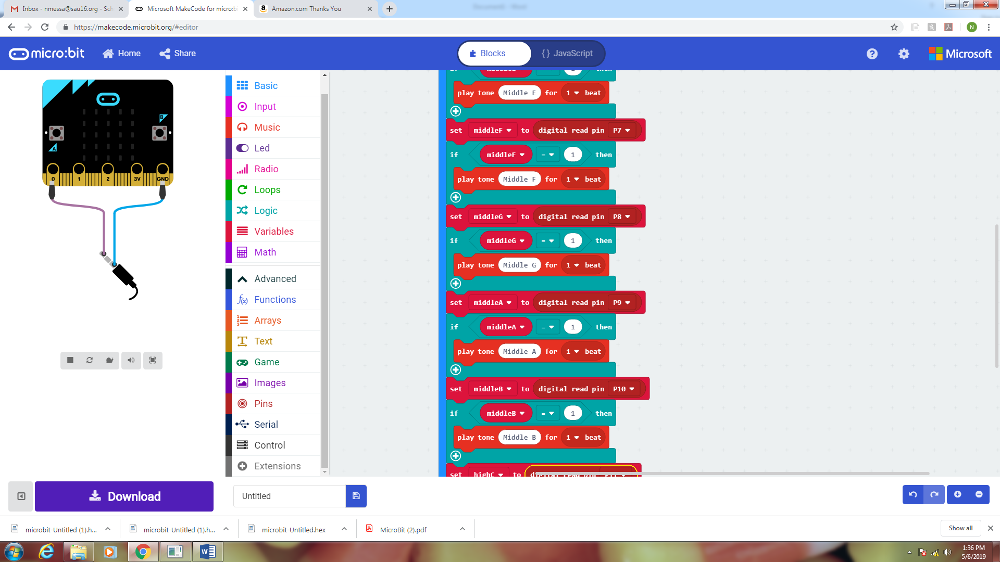 Inbox - nmessa@sau16.org - Sch
Microsoft MakeCode for micro:bi
Amazon.com Thanks You
https://makecode.microbit.org/#editor
N
micro:bit
Home
Share
Blocks
{ } JavaScript
?
Microsoft
A
B
0 1 2 3V GND
Basic
Input
Music
Led
Radio
Loops
Logic
Variables
Math
Advanced
f(x) Functions
Arrays
Text
Game
Images
Pins
Serial
Control
Extensions
play tone Middle E for 1 beat
set middleF to digital read pin P7
if middleF = 1 then
play tone Middle F for 1 beat
set middleG to digital read pin P8
if middleG = 1 then
play tone Middle G for 1 beat
set middleA to digital read pin P9
if middleA = 1 then
play tone Middle A for 1 beat
set middleB to digital read pin P10
if middleB = 1 then
play tone Middle B for 1 beat
set highC to digital read pin
Download
Untitled
microbit-Untitled (1).h...
microbit-Untitled (1).h...
microbit-Untitled.hex
MicroBit (2).pdf
Show all
1:36 PM
5/6/2019